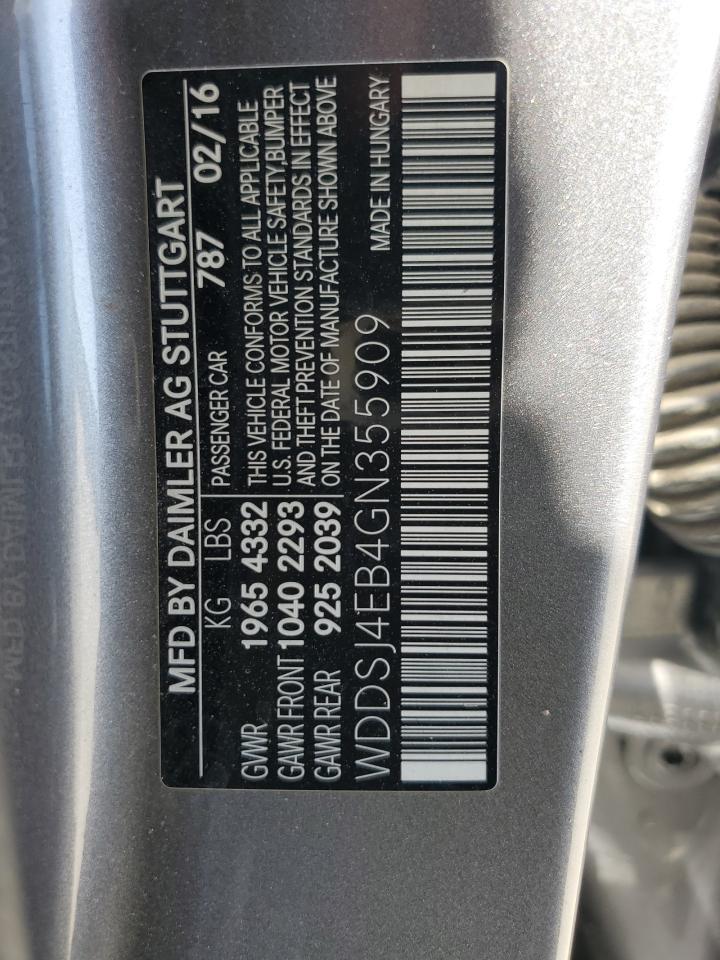 MFD BY DAIMLER AG STUTTGART
KG LBS PASSENGER CAR 787 02/16
GVWR 1965 4332
GAWR FRONT 1040 2293
GAWR REAR 925 2039
THIS VEHICLE CONFORMS TO ALL APPLICABLE
U.S. FEDERAL MOTOR VEHICLE SAFETY,BUMPER
AND THEFT PREVENTION STANDARDS IN EFFECT
ON THE DATE OF MANUFACTURE SHOWN ABOVE
WDDSJ4EB4GN355909 MADE IN HUNGARY